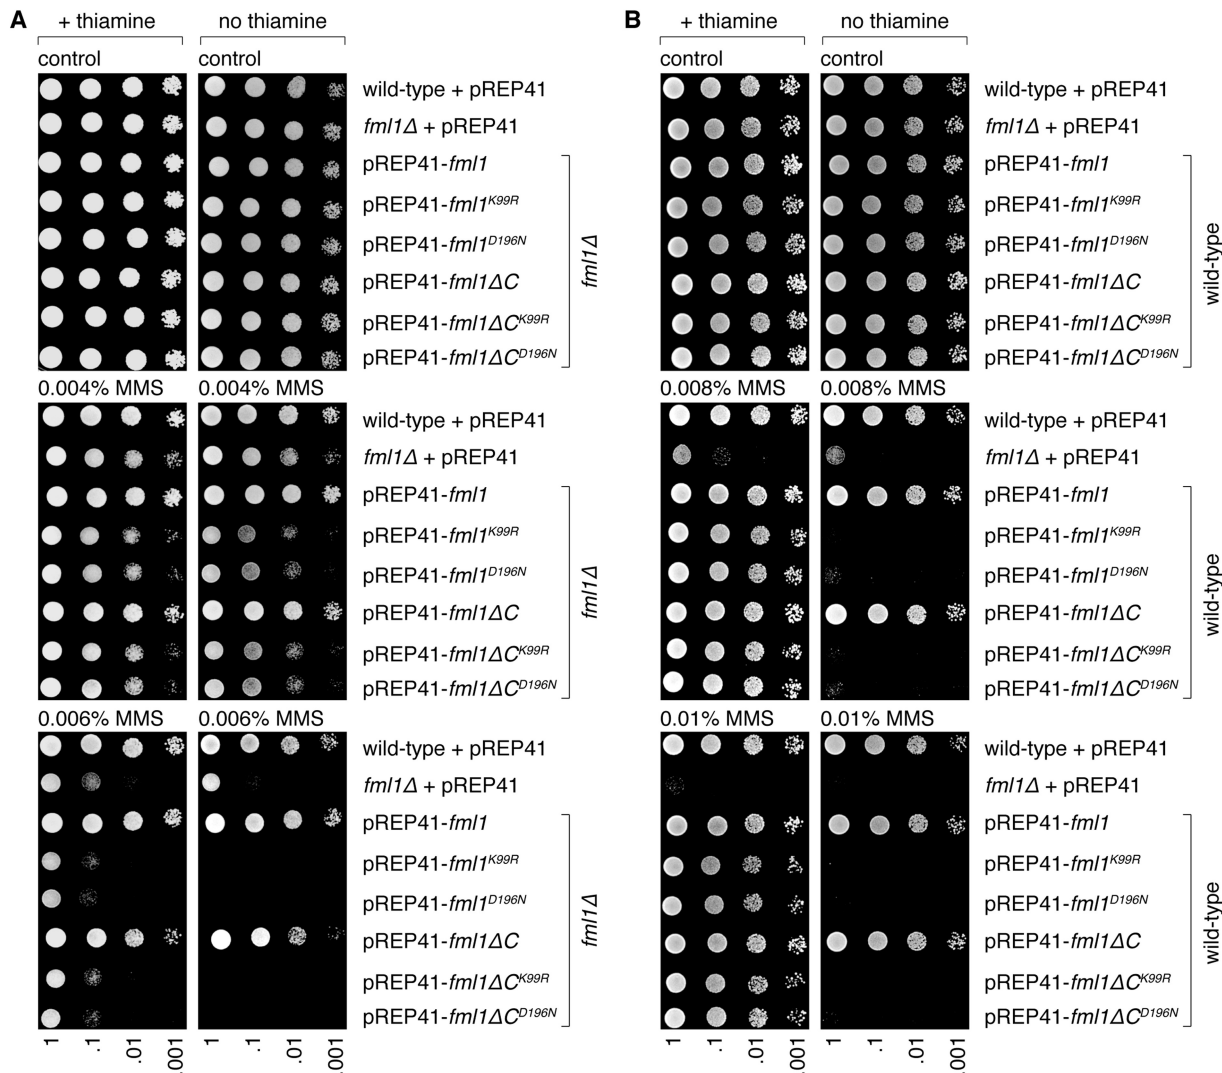 A
+ thiamine
no thiamine
control
control
wild-type + pREP41
fml1Δ + pREP41
pREP41-fml1
pREP41-fml1K99R
pREP41-fml1D196N
pREP41-fml1ΔC
pREP41-fml1ΔCK99R
pREP41-fml1ΔCD196N
fml1Δ
0.004% MMS
0.004% MMS
wild-type + pREP41
fml1Δ + pREP41
pREP41-fml1
pREP41-fml1K99R
pREP41-fml1D196N
pREP41-fml1ΔC
pREP41-fml1ΔCK99R
pREP41-fml1ΔCD196N
fml1Δ
0.006% MMS
0.006% MMS
wild-type + pREP41
fml1Δ + pREP41
pREP41-fml1
pREP41-fml1K99R
pREP41-fml1D196N
pREP41-fml1ΔC
pREP41-fml1ΔCK99R
pREP41-fml1ΔCD196N
fml1Δ
1 .1 .01 .001
1 .1 .01 .001
B
+ thiamine
no thiamine
control
control
wild-type + pREP41
fml1Δ + pREP41
pREP41-fml1
pREP41-fml1K99R
pREP41-fml1D196N
pREP41-fml1ΔC
pREP41-fml1ΔCK99R
pREP41-fml1ΔCD196N
wild-type
0.008% MMS
0.008% MMS
wild-type + pREP41
fml1Δ + pREP41
pREP41-fml1
pREP41-fml1K99R
pREP41-fml1D196N
pREP41-fml1ΔC
pREP41-fml1ΔCK99R
pREP41-fml1ΔCD196N
wild-type
0.01% MMS
0.01% MMS
wild-type + pREP41
fml1Δ + pREP41
pREP41-fml1
pREP41-fml1K99R
pREP41-fml1D196N
pREP41-fml1ΔC
pREP41-fml1ΔCK99R
pREP41-fml1ΔCD196N
wild-type
1 .1 .01 .001
1 .1 .01 .001